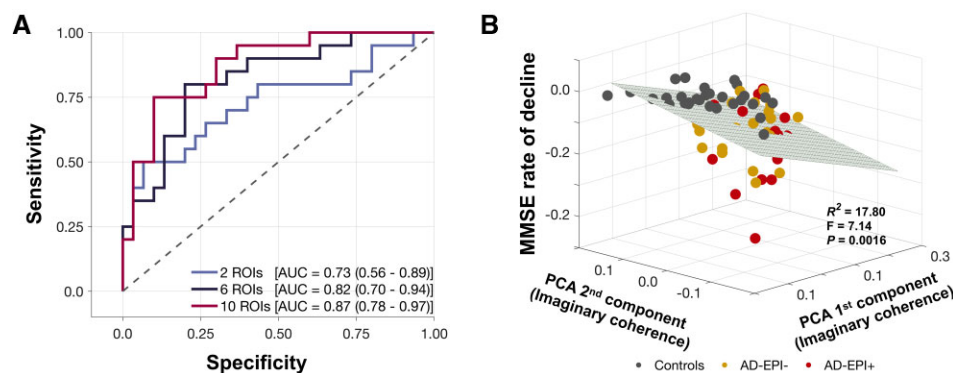 A
1.00
0.75
0.50
0.25
0.0
Sensitivity
2 ROIs [AUC = 0.73 (0.56 - 0.89)]
6 ROIs [AUC = 0.82 (0.70 - 0.94)]
10 ROIs [AUC = 0.87 (0.78 - 0.97)]
0.0 0.25 0.50 0.75 1.00
Specificity
B
MMSE rate of decline
0.0
-0.2
-0.2
R² = 17.80
F = 7.14
P = 0.0016
0.1 0.0 -0.1
PCA 2nd component
(Imaginary coherence)
0.1 0.1 0.1 0.3
PCA 1st component
(Imaginary coherence)
Controls AD-EPI- AD-EPI+